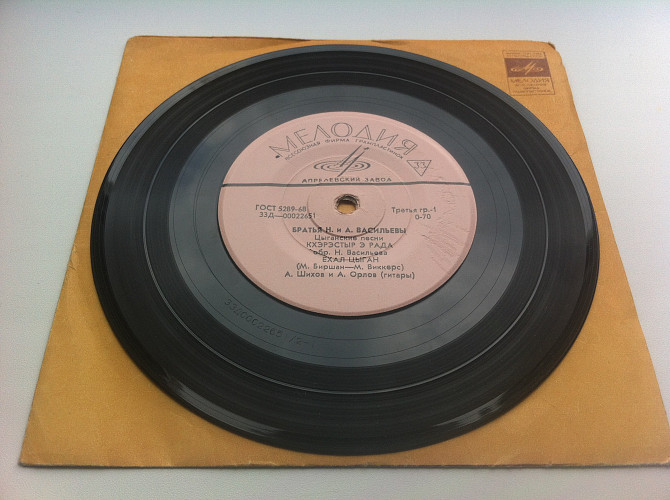 МЕЛОДИЯ
ВСЕСОЮЗНАЯ ФИРМА ГРАМПЛАСТИНОК
33
АПРЕЛЕВСКИЙ ЗАВОД
ГОСТ 5289-68
Третья гр.-1
33Д—00022651
0-70
БРАТЬЯ Н. и А. ВАСИЛЬЕВЫ
Цыганские песни
КХЭРЭСТЫР Э РАДА
обр. Н. Васильева
ЕХАЛ ЦЫГАН
(М. Биршан—М. Виккерс)
А. Шихов и А. Орлов (гитары)